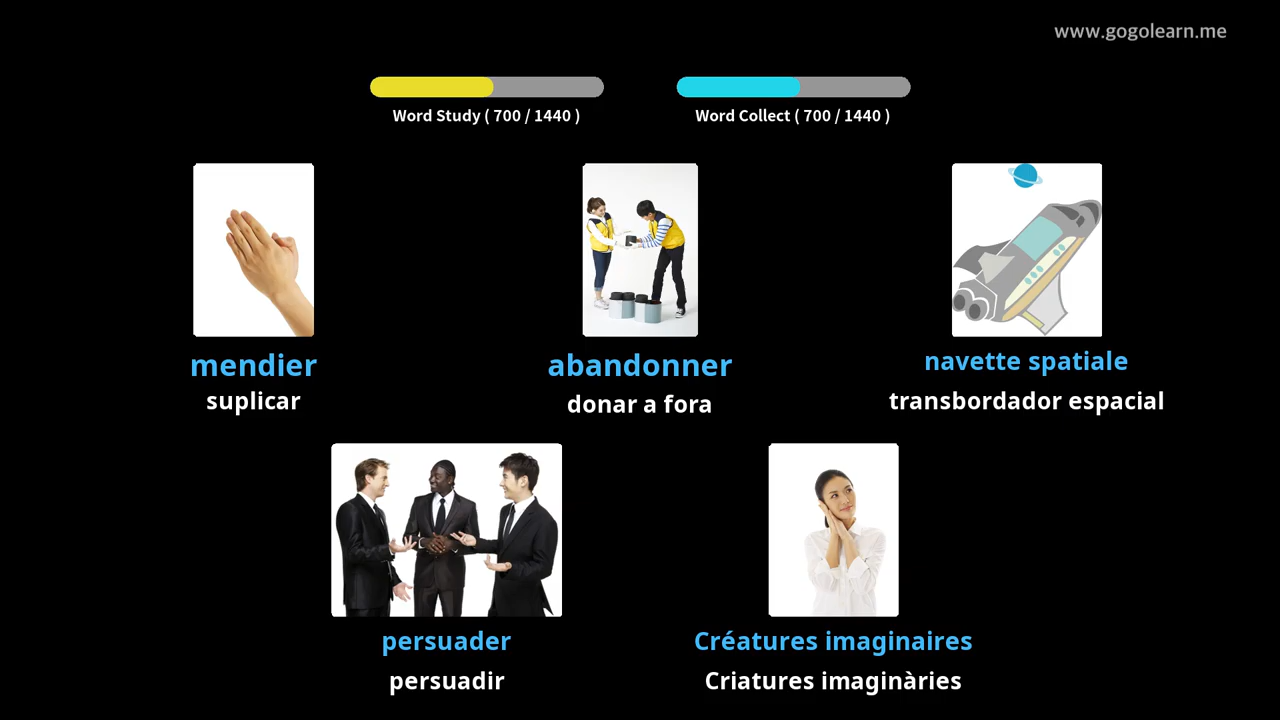 www.gogolearn.me
Word Study ( 700 / 1440 )
Word Collect ( 700 / 1440 )
mendier
suplicar
abandonner
donar a fora
navette spatiale
transbordador espacial
persuader
persuadir
Créatures imaginaires
Criatures imaginàries